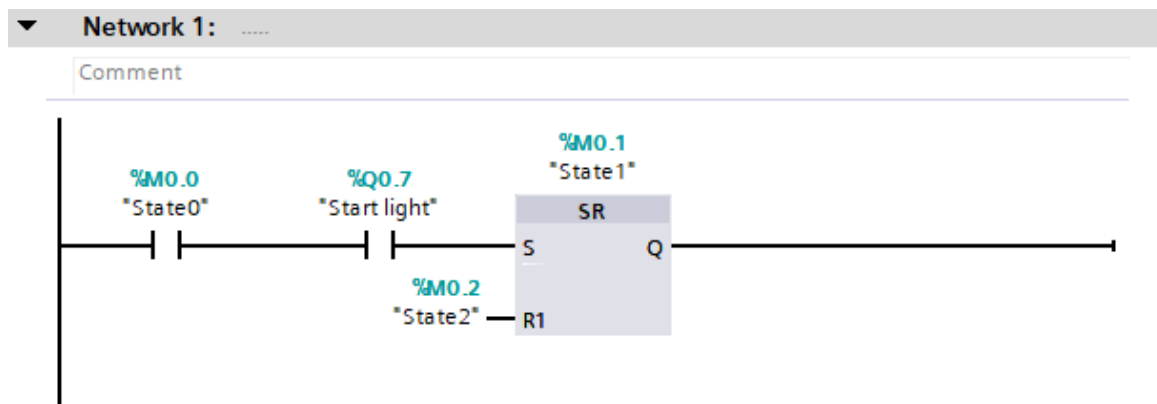 Network 1: .....
Comment
%M0.1
"State1"
%M0.0
"State0"
%Q0.7
"Start light"
SR
S
Q
%M0.2
"State2"
R1